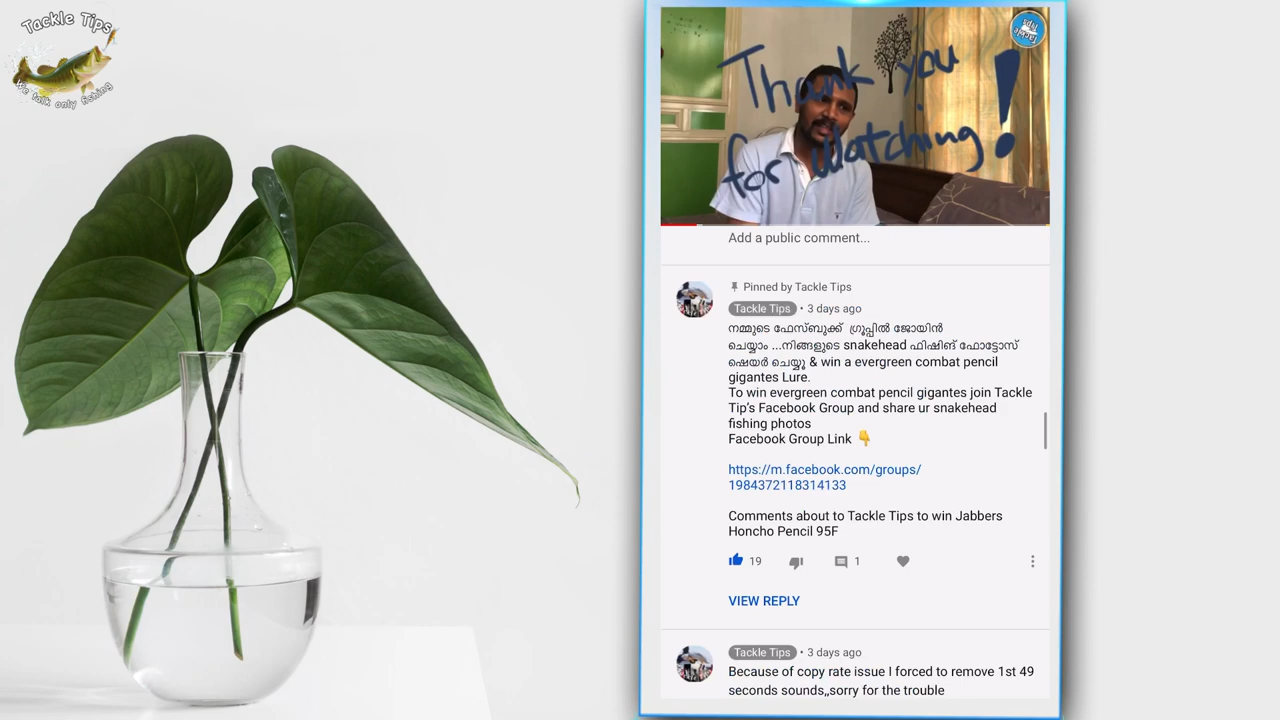 Tackle Tips
We talk only fishing
Thank you
for Watching!
Add a public comment...
Pinned by Tackle Tips
Tackle Tips • 3 days ago
നമ്മുടെ ഫേസ്ബുക്ക് ഗ്രൂപ്പിൽ ജോയിൻ
ചെയ്യാം ...നിങ്ങളുടെ snakehead ഫിഷിങ് ഫോട്ടോസ്
ഷെയർ ചെയ്യൂ & win a evergreen combat pencil
gigantes Lure.
To win evergreen combat pencil gigantes join Tackle
Tip's Facebook Group and share ur snakehead
fishing photos
Facebook Group Link 👇
https://m.facebook.com/groups/
1984372118314133
Comments about to Tackle Tips to win Jabbers
Honcho Pencil 95F
19
1
VIEW REPLY
Tackle Tips • 3 days ago
Because of copy rate issue I forced to remove 1st 49
seconds sounds,,sorry for the trouble